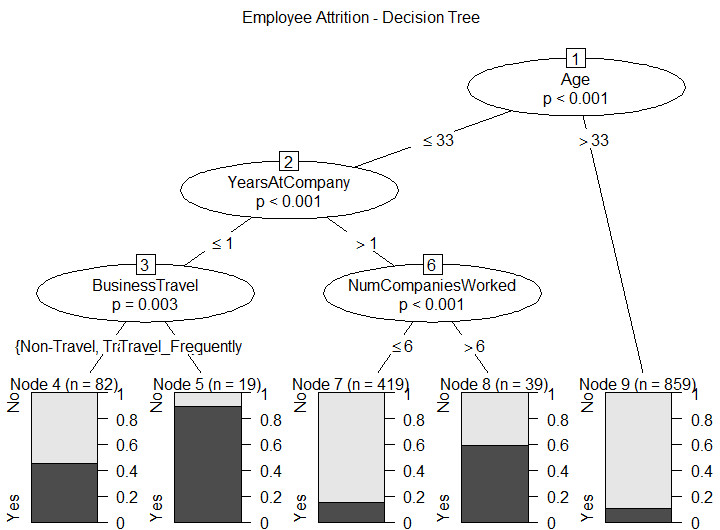 Employee Attrition - Decision Tree
1
Age
p < 0.001
≤ 33
> 33
2
YearsAtCompany
p < 0.001
≤ 1
> 1
3
BusinessTravel
p = 0.003
6
NumCompaniesWorked
p < 0.001
{Non-Travel, Tri
Travel_Frequently
≤ 6
> 6
Node 4 (n = 82)
No
Yes
1
0.8
0.6
0.4
0.2
0
Node 5 (n = 19)
No
Yes
1
0.8
0.6
0.4
0.2
0
Node 7 (n = 419)
No
Yes
1
0.8
0.6
0.4
0.2
0
Node 8 (n = 39)
No
Yes
1
0.8
0.6
0.4
0.2
0
Node 9 (n = 859)
No
Yes
1
0.8
0.6
0.4
0.2
0